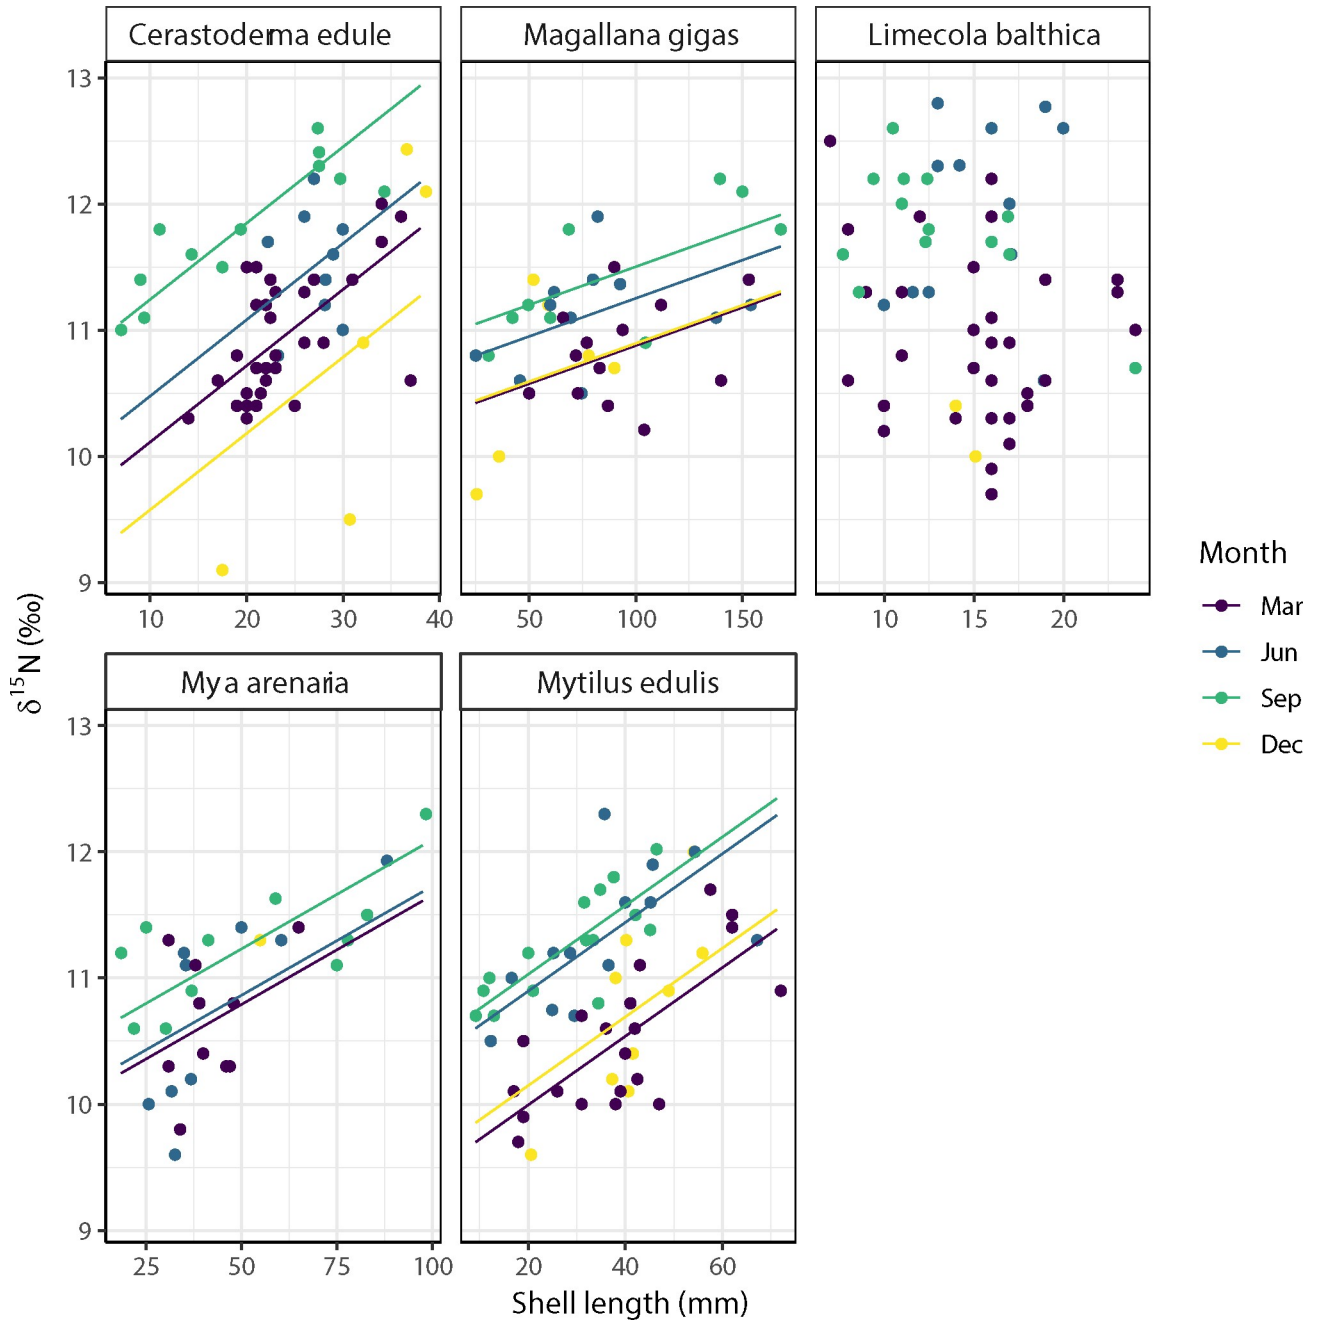 Cerastoderma edule
Magallana gigas
Limecola balthica
13
12
11
10
9
10 20 30 40
50 100 150
10 15 20
δ¹⁵N (‰)
Month
Mar
Jun
Sep
Dec
Mya arenaria
Mytilus edulis
13
12
11
10
9
25 50 75 100
20 40 60
Shell length (mm)